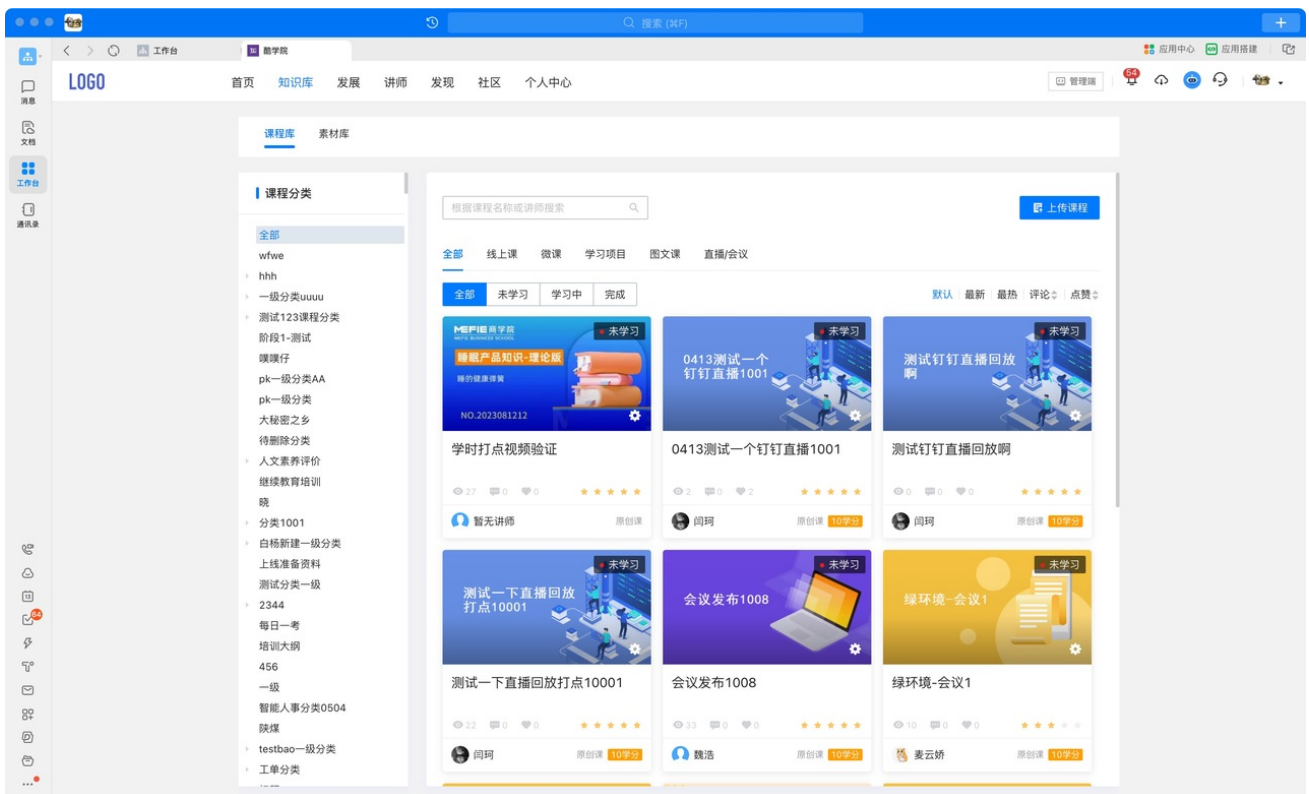 搜索 (⌘F)
工作台
酷学院
应用中心
应用搭建
消息
文档
工作台
通讯录
LOGO
首页 知识库 发展 讲师 发现 社区 个人中心
管理端
64
课程库 素材库
课程分类
全部
wfwe
hhh
一级分类uuuu
测试123课程分类
阶段1-测试
噗噗仔
pk一级分类AA
pk一级分类
大秘密之乡
待删除分类
人文素养评价
继续教育培训
晓
分类1001
白杨新建一级分类
上线准备资料
测试分类一级
2344
每日一考
培训大纲
456
一级
智能人事分类0504
陕煤
testbao一级分类
工单分类
根据课程名称或讲师搜索
上传课程
全部 线上课 微课 学习项目 图文课 直播/会议
全部 未学习 学习中 完成
默认 最新 最热 评论 点赞
MEFIE商学院
MEFIE BUSINESS SCHOOL
未学习
睡眠产品知识-理论版
睡的健康弹簧
NO.2023081212
学时打点视频验证
27 0 0
暂无讲师 原创课
未学习
0413测试一个
钉钉直播1001
0413测试一个钉钉直播1001
2 0 2
闫珂 原创课 10学分
未学习
测试钉钉直播回放
啊
测试钉钉直播回放啊
0 0 0
闫珂 原创课 10学分
未学习
测试一下直播回放
打点10001
测试一下直播回放打点10001
22 0 0
闫珂 原创课 10学分
未学习
会议发布1008
会议发布1008
33 0 0
魏浩 原创课 10学分
未学习
绿环境-会议1
绿环境-会议1
10 0 0
麦云娇 原创课 10学分
64